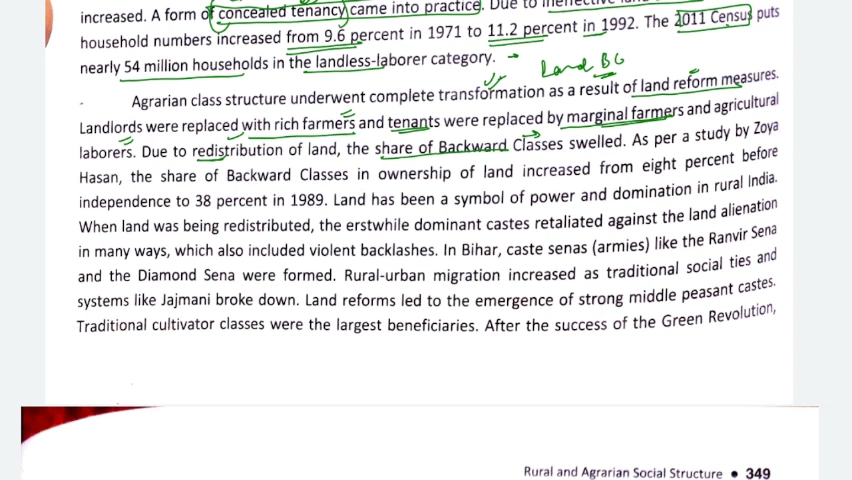 increased. A form of concealed tenancy came into practice. Due to
household numbers increased from 9.6 percent in 1971 to 11.2 percent in 1992. The 2011 Census puts
nearly 54 million households in the landless-laborer category.
Land BC
Agrarian class structure underwent complete transformation as a result of land reform measures.
Landlords were replaced with rich farmers and tenants were replaced by marginal farmers and agricultural
laborers. Due to redistribution of land, the share of Backward Classes swelled. As per a study by Zoya
Hasan, the share of Backward Classes in ownership of land increased from eight percent before
independence to 38 percent in 1989. Land has been a symbol of power and domination in rural India.
When land was being redistributed, the erstwhile dominant castes retaliated against the land alienation
in many ways, which also included violent backlashes. In Bihar, caste senas (armies) like the Ranvir Sena
and the Diamond Sena were formed. Rural-urban migration increased as traditional social ties and
systems like Jajmani broke down. Land reforms led to the emergence of strong middle peasant castes.
Traditional cultivator classes were the largest beneficiaries. After the success of the Green Revolution,
Rural and Agrarian Social Structure • 349